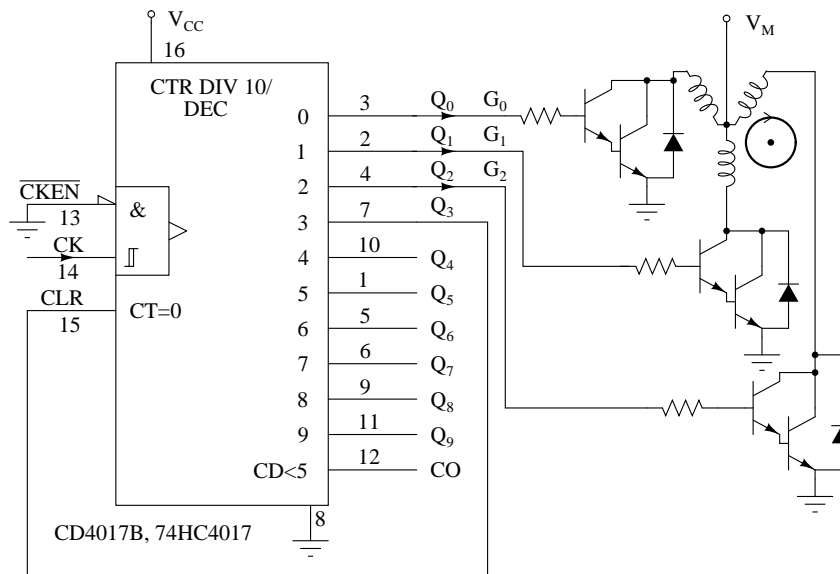 V_CC
V_M
16
CTR DIV 10/
DEC
0 3 Q_0 G_0
1 2 Q_1 G_1
2 4 Q_2 G_2
3 7 Q_3
4 10 Q_4
5 1 Q_5
6 5 Q_6
7 6 Q_7
8 9 Q_8
9 11 Q_9
CD<5 12 CO
CKEN
13
&
CK
14
CLR
15
CT=0
8
CD4017B, 74HC4017